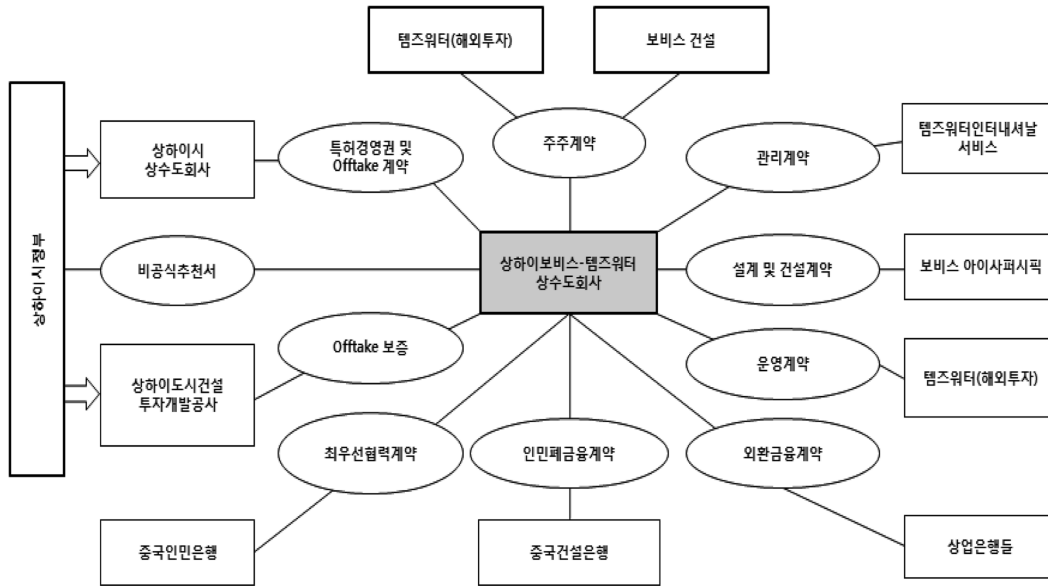 템즈워터(해외투자)
보비스 건설
상하이시
상수도회사
특허경영권 및
Offtake 계약
주주계약
관리계약
템즈워터인터내셔날
서비스
상하이시정부
비공식추천서
상하이보비스-템즈워터
상수도회사
설계 및 건설계약
보비스 아이사퍼시픽
Offtake 보증
운영계약
상하이도시건설
투자개발공사
템즈워터(해외투자)
최우선협력계약
인민폐금융계약
외환금융계약
중국인민은행
중국건설은행
상업은행들